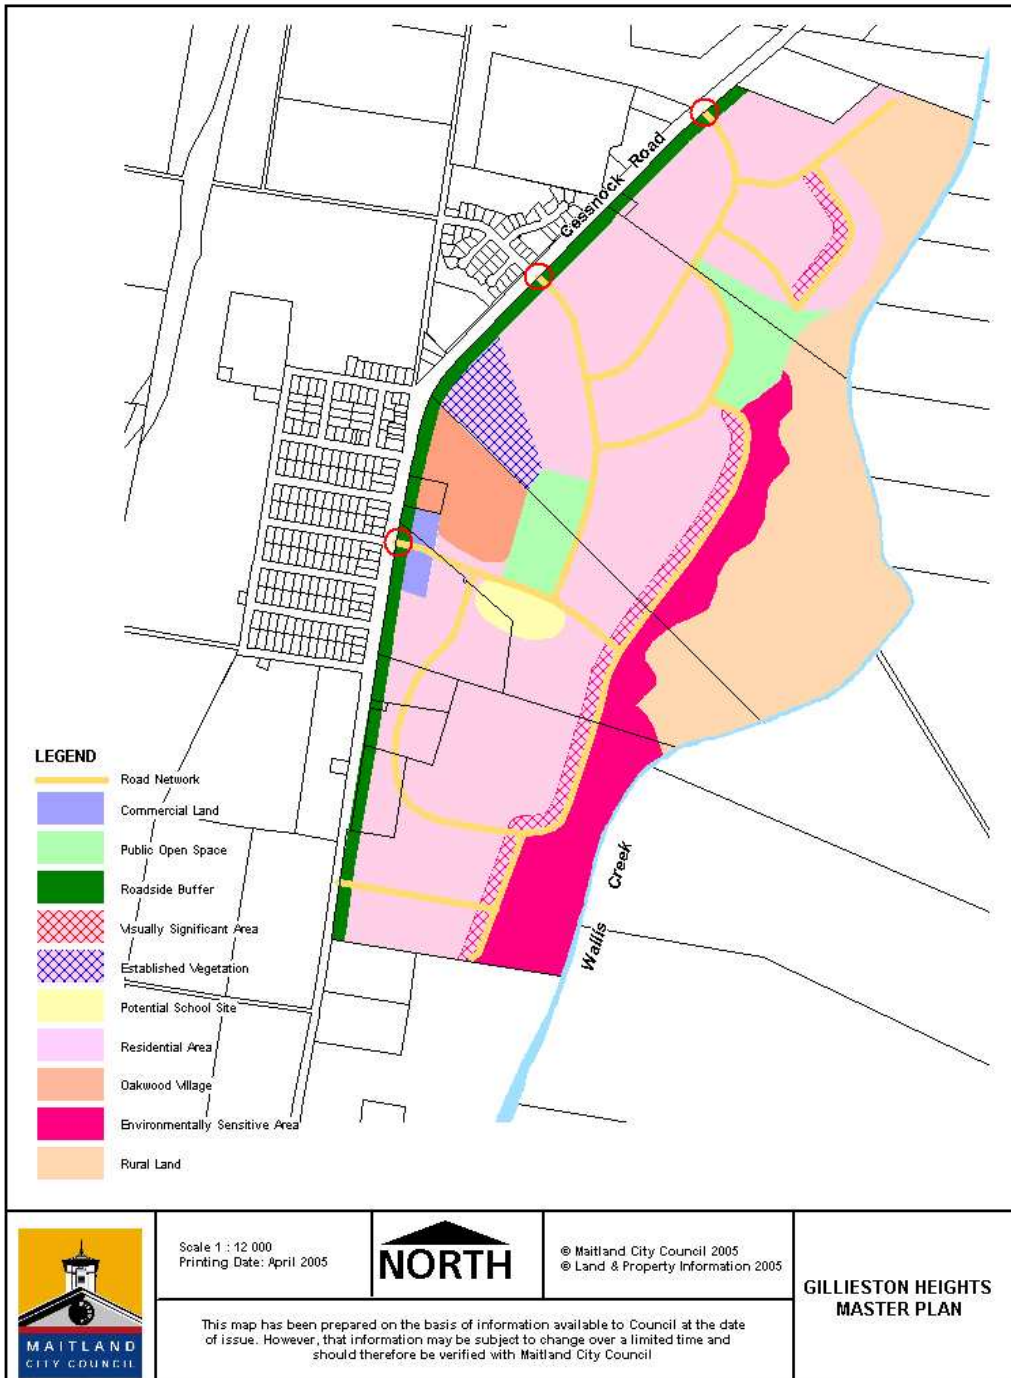 Cessnock Road
Wallis Creek
LEGEND
Road Network
Commercial Land
Public Open Space
Roadside Buffer
Visually Significant Area
Established Vegetation
Potential School Site
Residential Area
Oakwood Village
Environmentally Sensitive Area
Rural Land
MAITLAND
CITY COUNCIL
Scale 1 : 12 000
Printing Date: April 2005
NORTH
© Maitland City Council 2005
© Land & Property Information 2005
This map has been prepared on the basis of information available to Council at the date
of issue. However, that information may be subject to change over a limited time and
should therefore be verified with Maitland City Council
GILLIESTON HEIGHTS
MASTER PLAN